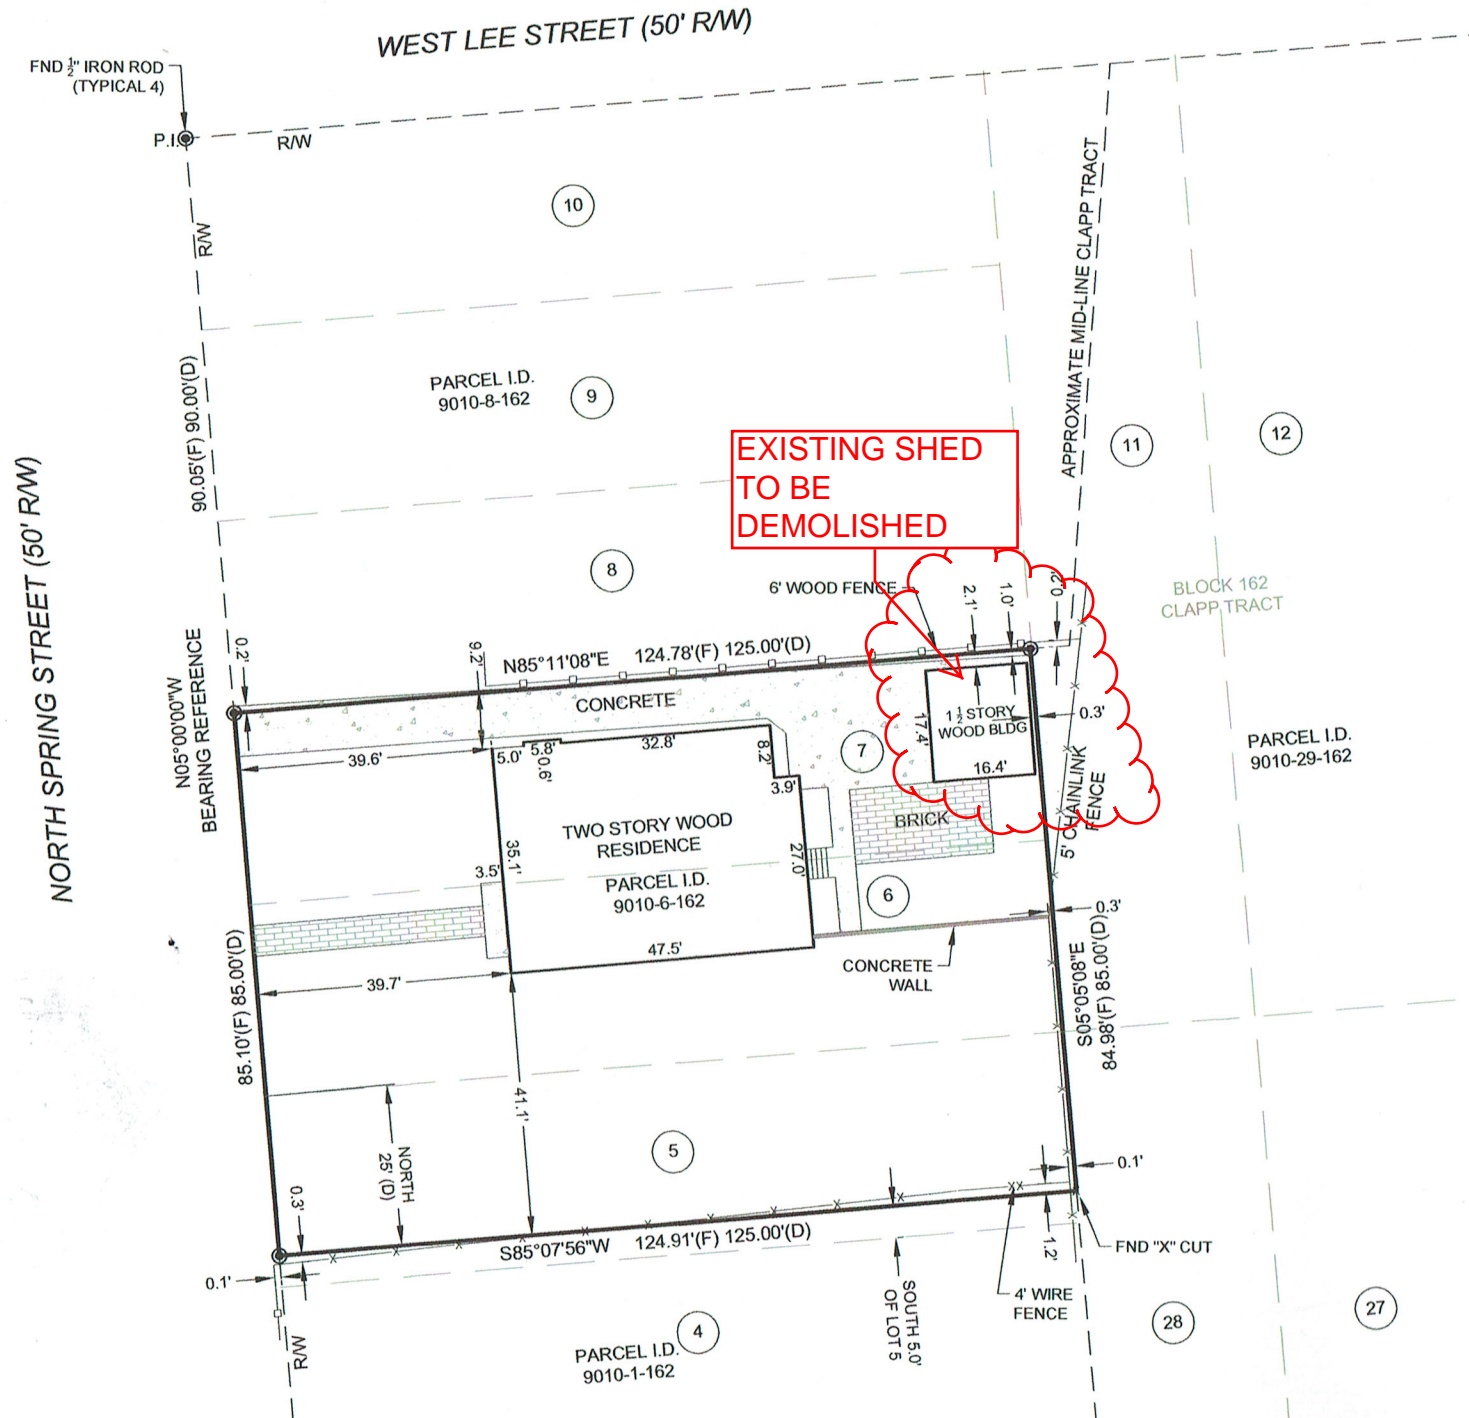 WEST LEE STREET (50' R/W)
FND ½" IRON ROD
(TYPICAL 4)
P.I.
R/W
R/W
10
APPROXIMATE MID-LINE CLAPP TRACT
90.05'(F) 90.00'(D)
PARCEL I.D.
9010-8-162
9
11
12
EXISTING SHED
TO BE
DEMOLISHED
NORTH SPRING STREET (50' R/W)
8
6' WOOD FENCE
2.1'
1.0'
0.2'
BLOCK 162
CLAPP TRACT
N05°00'00"W
BEARING REFERENCE
0.2'
9.2'
N85°11'08"E
124.78'(F) 125.00'(D)
CONCRETE
39.6'
5.0'
5.8'
0.6'
32.8'
8.2'
3.9'
7
17.4'
1 ½ STORY
WOOD BLDG
16.4'
0.3'
5' CHAINLINK
FENCE
PARCEL I.D.
9010-29-162
TWO STORY WOOD
RESIDENCE
BRICK
35.1'
27.0'
3.5'
PARCEL I.D.
9010-6-162
6
0.3'
47.5'
CONCRETE
WALL
39.7'
85.10'(F) 85.00'(D)
S05°05'08"E
84.98'(F) 85.00'(D)
41.1'
NORTH
25' (D)
5
0.1'
0.3'
S85°07'56"W
124.91'(F) 125.00'(D)
1.2'
FND "X" CUT
0.1'
4' WIRE
FENCE
SOUTH 5.0'
OF LOT 5
R/W
4
PARCEL I.D.
9010-1-162
28
27